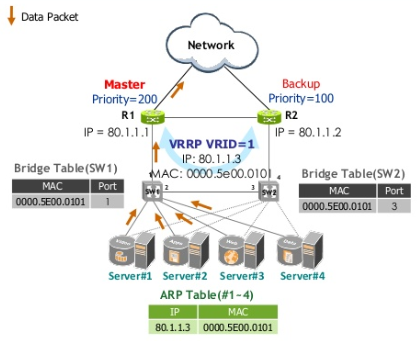 Data Packet
Network
Master
Priority=200
R1
IP = 80.1.1.1
Backup
Priority=100
R2
IP = 80.1.1.2
VRRP VRID=1
IP: 80.1.1.3
MAC: 0000.5e00.0101
1
4
Bridge Table(SW1)
MAC Port
0000.5E00.0101 1
SW1
2
3
SW2
Bridge Table(SW2)
MAC Port
0000.5E00.0101 3
Video
Web
Data
Server#1
Server#2
Server#3
Server#4
ARP Table(#1~4)
IP MAC
80.1.1.3 0000.5E00.0101